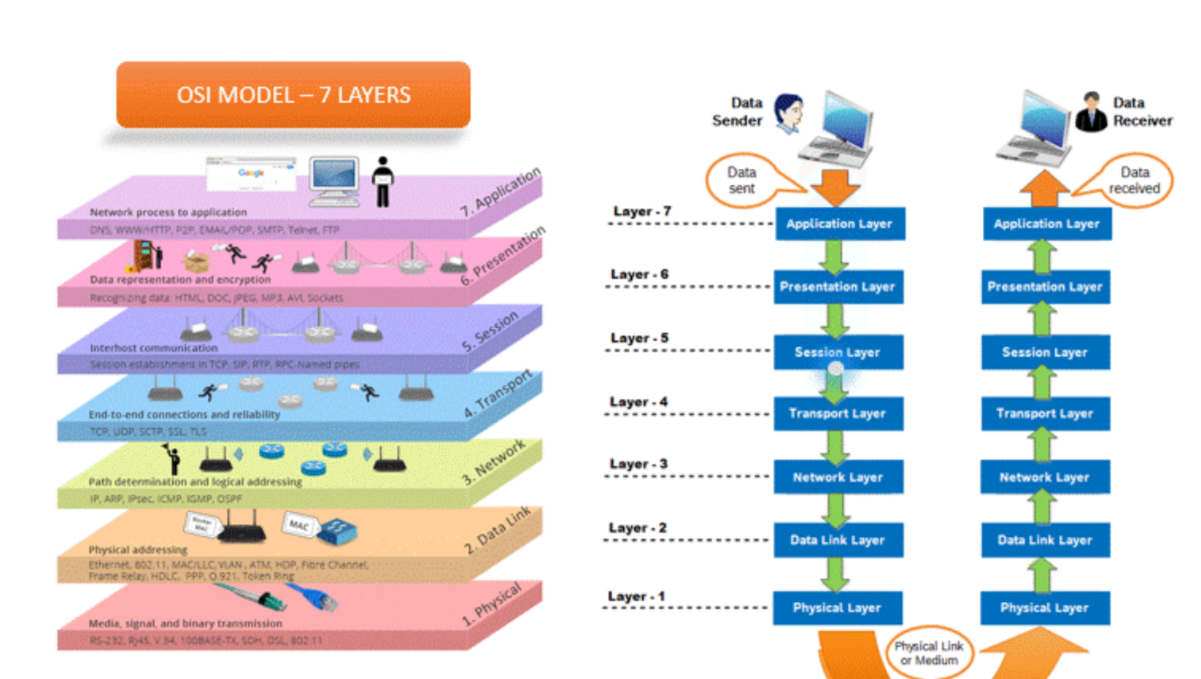 OSI MODEL – 7 LAYERS
Google
7. Application
Network process to application
DNS, WWW/HTTP, P2P, EMAIL/POP, SMTP, Telnet, FTP
6. Presentation
Data representation and encryption
Recognizing data: HTML, DOC, JPEG, MP3, AVI, Sockets
5. Session
Interhost communication
Session establishment in TCP, SIP, RTP, RPC-Named pipes
4. Transport
End-to-end connections and reliability
TCP, UDP, SCTP, SSL, TLS
3. Network
Path determination and logical addressing
IP, ARP, IPsec, ICMP, IGMP, OSPF
Router
MAC
MAC
2. Data Link
Physical addressing
Ethernet, 802.11, MAC/LLC, VLAN , ATM, HDP, Fibre Channel,
Frame Relay, HDLC, PPP, Q.921, Token Ring
1. Physical
Media, signal, and binary transmission
RS-232, RJ45, V.34, 100BASE-TX, SDH, DSL, 802.11
Data
Sender
Data
Receiver
Data
sent
Data
received
Layer - 7
Application Layer
Application Layer
Layer - 6
Presentation Layer
Presentation Layer
Layer - 5
Session Layer
Session Layer
Layer - 4
Transport Layer
Transport Layer
Layer - 3
Network Layer
Network Layer
Layer - 2
Data Link Layer
Data Link Layer
Layer - 1
Physical Layer
Physical Layer
Physical Link
or Medium